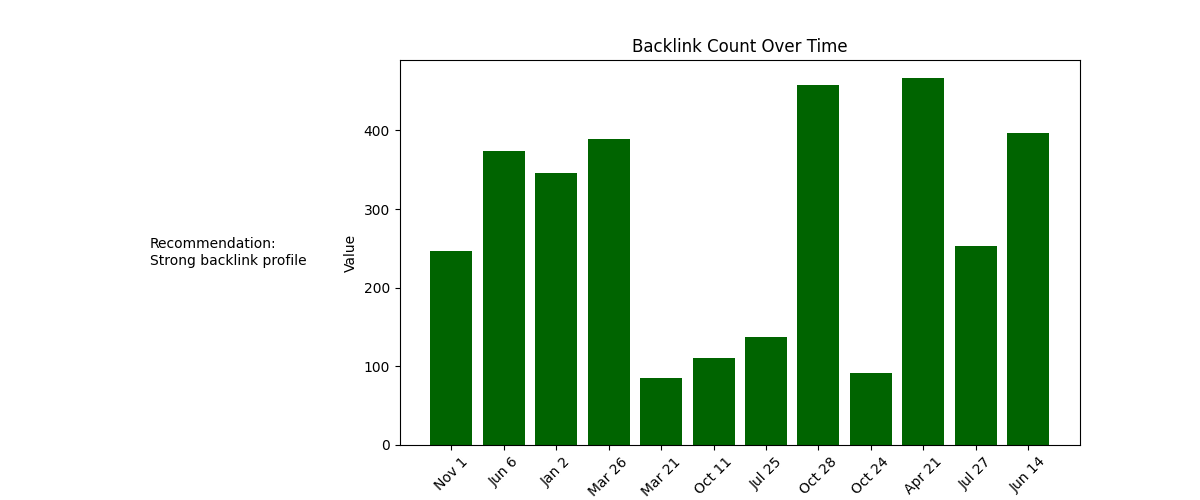 Backlink Count Over Time
Recommendation:
Strong backlink profile
Value
400
300
200
100
0
Nov 1
Jun 6
Jan 2
Mar 26
Mar 21
Oct 11
Jul 25
Oct 28
Oct 24
Apr 21
Jul 27
Jun 14